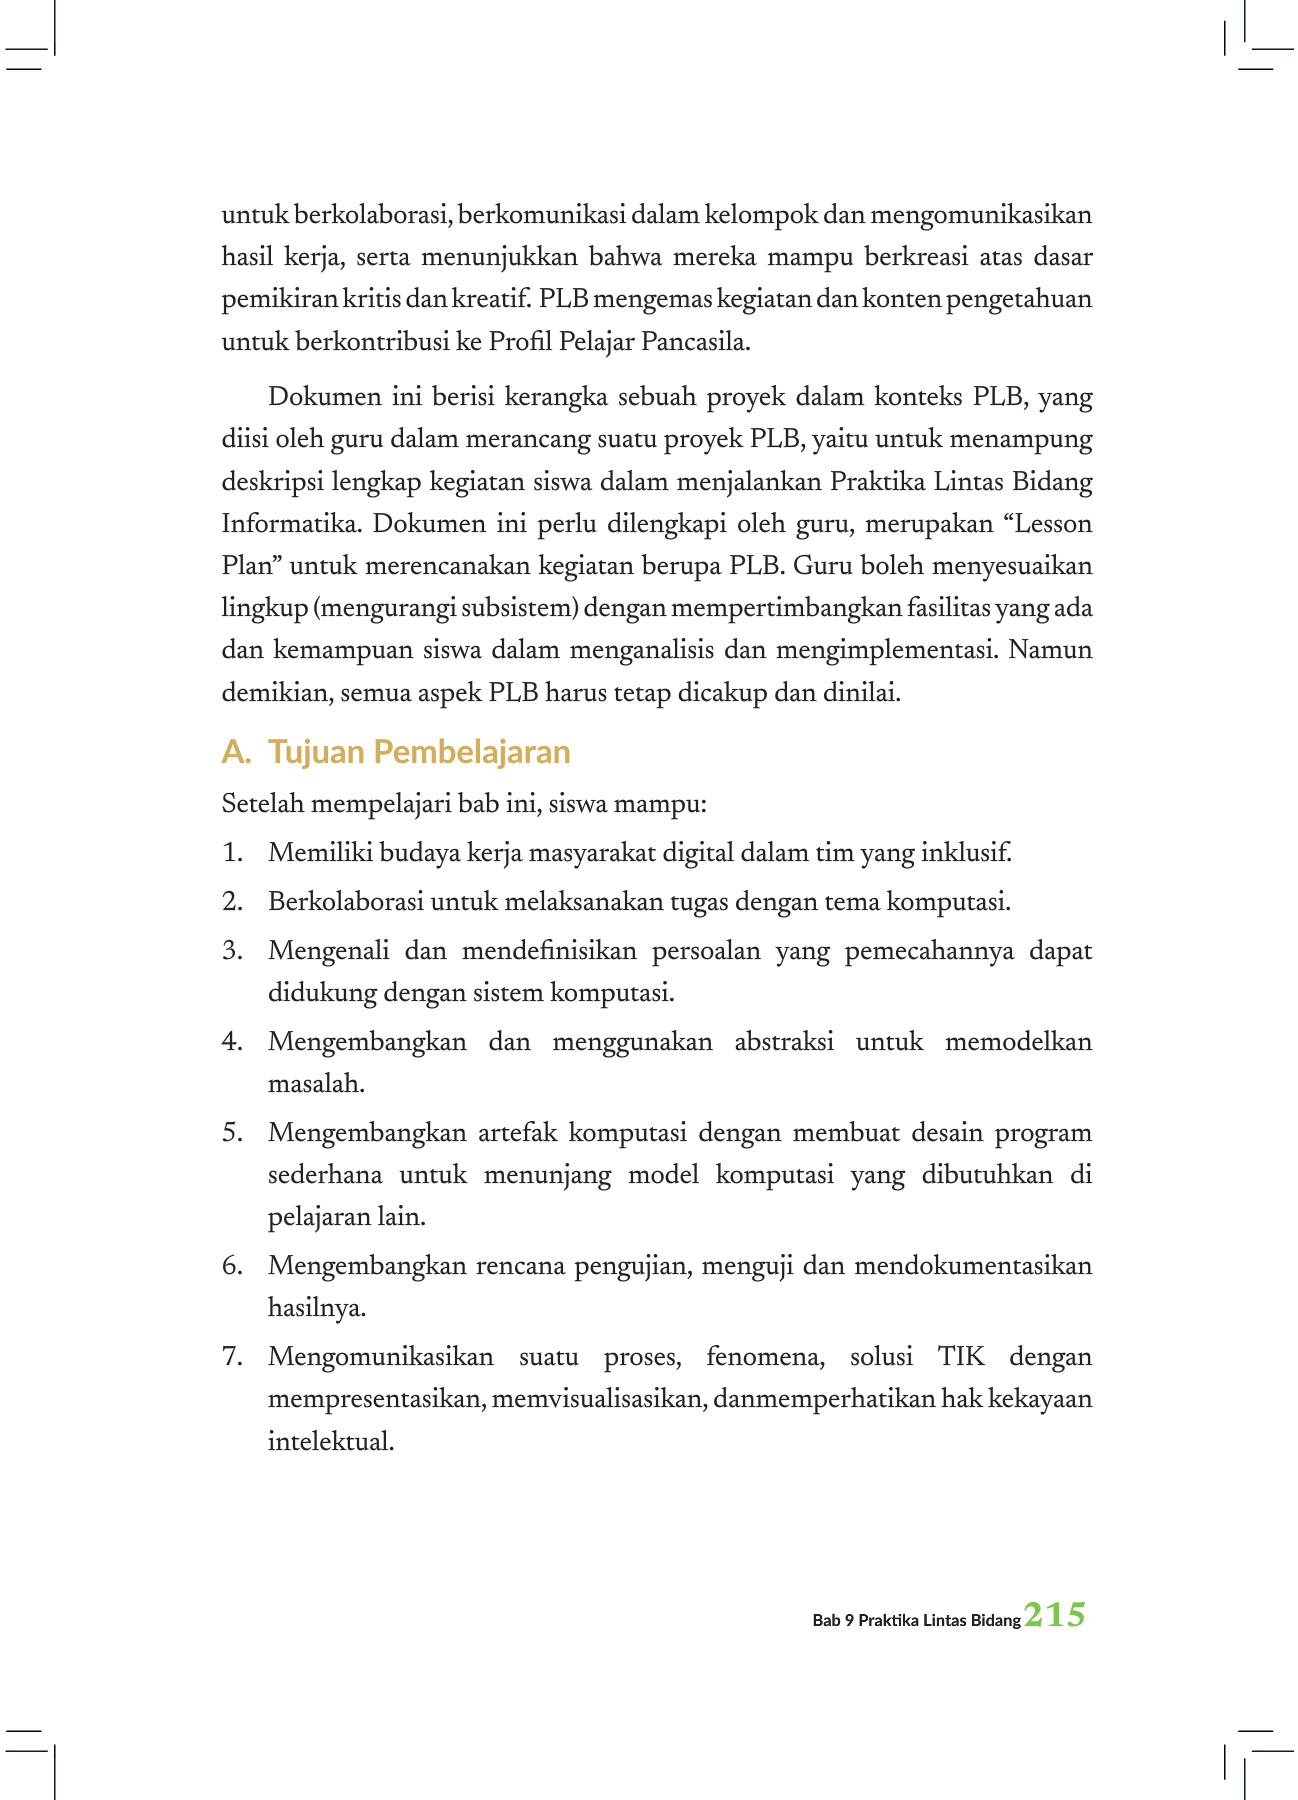 untuk berkolaborasi, berkomunikasi dalam kelompok dan mengomunikasikan
hasil kerja, serta menunjukkan bahwa mereka mampu berkreasi atas dasar
pemikiran kritis dan kreatif. PLB mengemas kegiatan dan konten pengetahuan
untuk berkontribusi ke Profil Pelajar Pancasila.
Dokumen ini berisi kerangka sebuah proyek dalam konteks PLB, yang
diisi oleh guru dalam merancang suatu proyek PLB, yaitu untuk menampung
deskripsi lengkap kegiatan siswa dalam menjalankan Praktika Lintas Bidang
Informatika. Dokumen ini perlu dilengkapi oleh guru, merupakan “Lesson
Plan” untuk merencanakan kegiatan berupa PLB. Guru boleh menyesuaikan
lingkup (mengurangi subsistem) dengan mempertimbangkan fasilitas yang ada
dan kemampuan siswa dalam menganalisis dan mengimplementasi. Namun
demikian, semua aspek PLB harus tetap dicakup dan dinilai.
A. Tujuan Pembelajaran
Setelah mempelajari bab ini, siswa mampu:
1. Memiliki budaya kerja masyarakat digital dalam tim yang inklusif.
2. Berkolaborasi untuk melaksanakan tugas dengan tema komputasi.
3. Mengenali dan mendefinisikan persoalan yang pemecahannya dapat
didukung dengan sistem komputasi.
4. Mengembangkan dan menggunakan abstraksi untuk memodelkan
masalah.
5. Mengembangkan artefak komputasi dengan membuat desain program
sederhana untuk menunjang model komputasi yang dibutuhkan di
pelajaran lain.
6. Mengembangkan rencana pengujian, menguji dan mendokumentasikan
hasilnya.
7. Mengomunikasikan suatu proses, fenomena, solusi TIK dengan
mempresentasikan, memvisualisasikan, danmemperhatikan hak kekayaan
intelektual.
Bab 9 Praktika Lintas Bidang 215